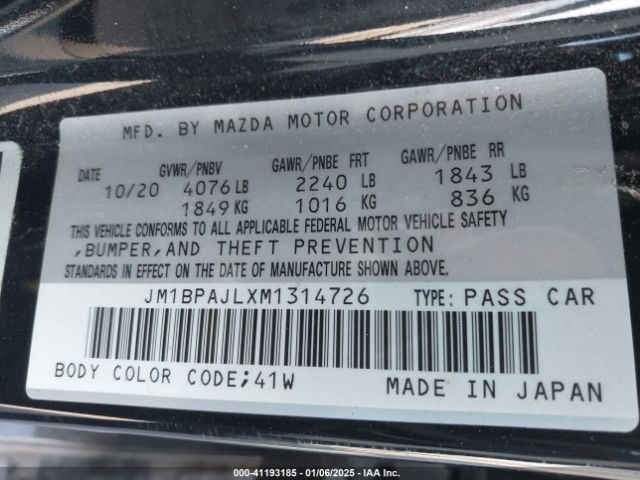 MFD. BY MAZDA MOTOR CORPORATION
DATE GVWR/PNBV GAWR/PNBE FRT GAWR/PNBE RR
10/20 4076 LB 2240 LB 1843 LB
1849 KG 1016 KG 836 KG
THIS VEHICLE CONFORMS TO ALL APPLICABLE FEDERAL MOTOR VEHICLE SAFETY
,BUMPER,AND THEFT PREVENTION
STANDARDS IN EFFECT ON THE DATE OF MANUFACTURE SHOWN ABOVE.
JM1BPAJLXM1314726 TYPE: PASS CAR
BODY COLOR CODE;41W MADE IN JAPAN
000-41193185 - 01/06/2025 - IAA Inc.